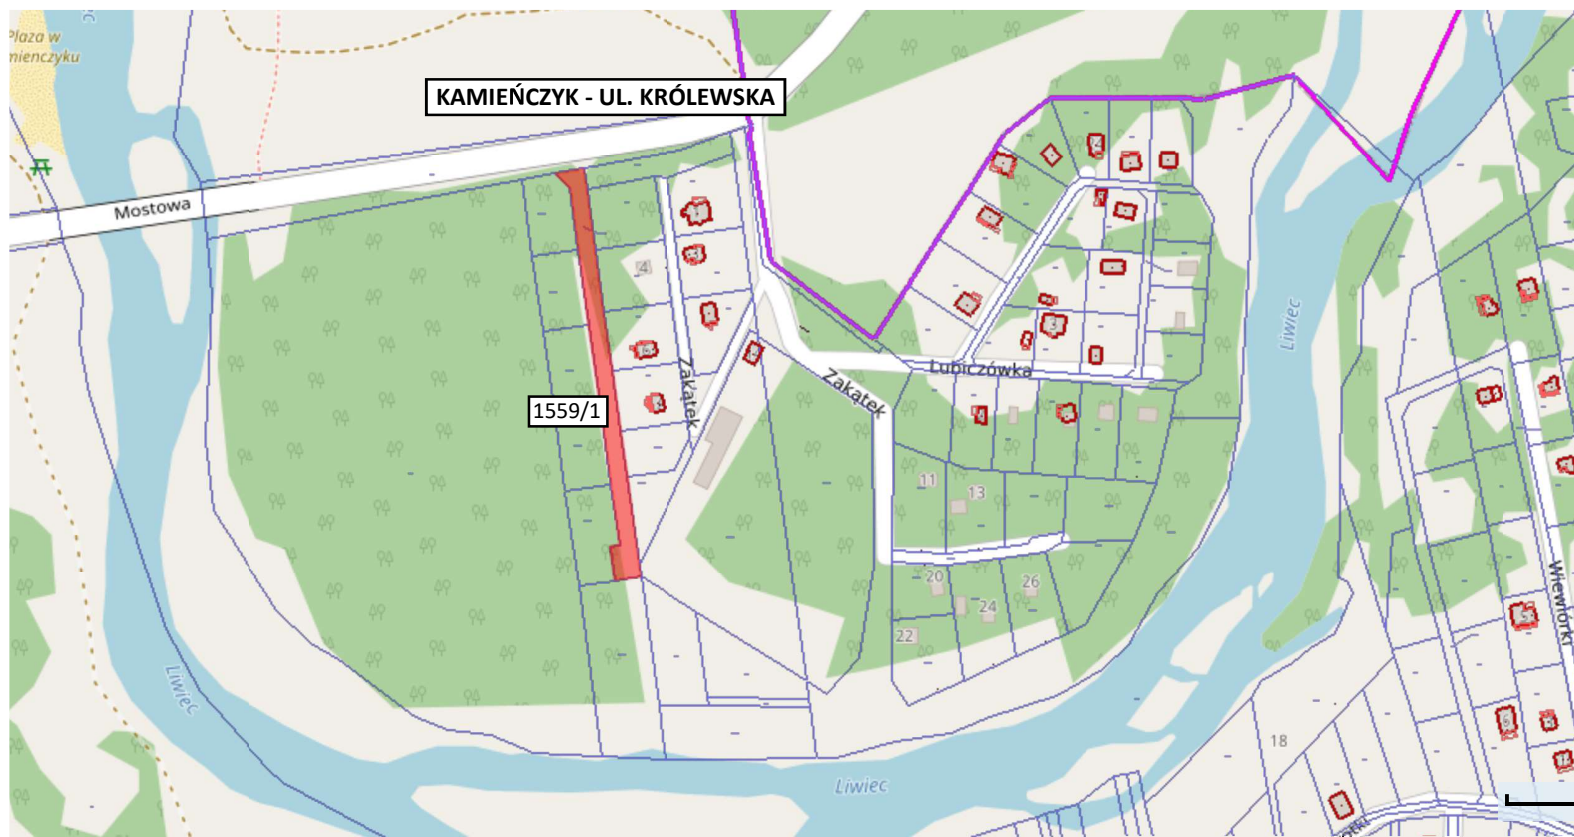 Plaża w
mienczyku
KAMIEŃCZYK - UL. KRÓLEWSKA
Mostowa
4
Zakątek
1559/1
Zakątek
Lubiczówka
Liwiec
11
13
20
26
24
22
Wiewiórki
Liwiec
18
Liwiec